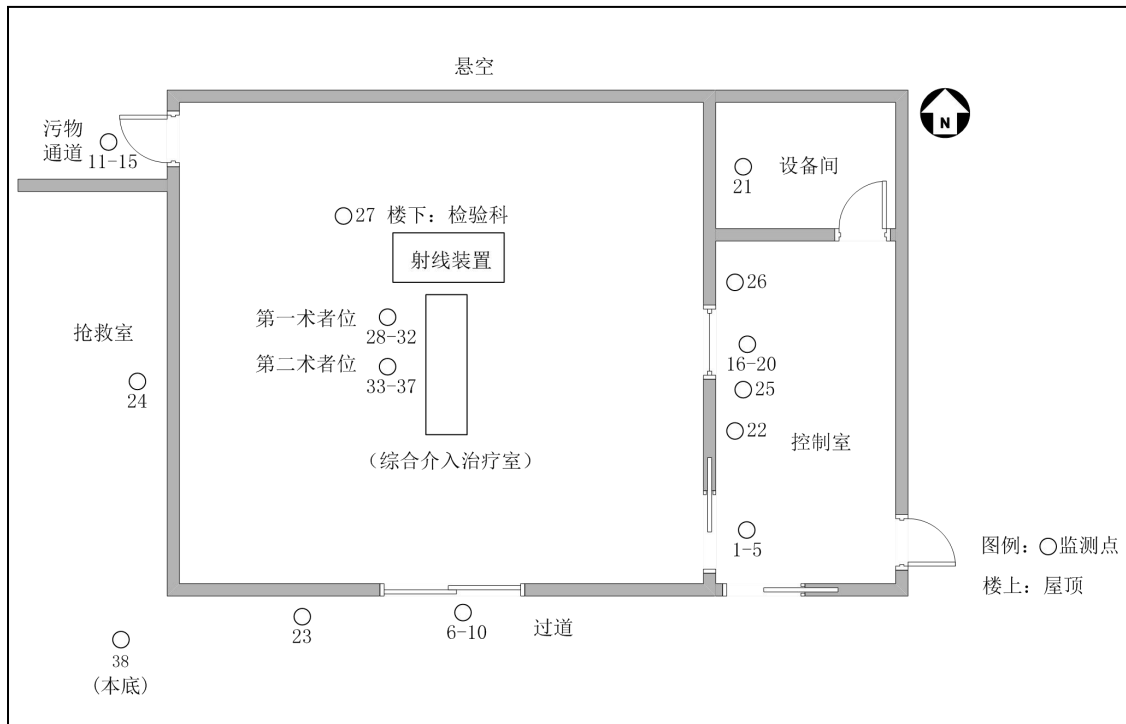 悬空
N
污物
通道
11-15
设备间
21
27 楼下：检验科
射线装置
26
第一术者位
28-32
抢救室
16-20
第二术者位
33-37
24
25
22
控制室
（综合介入治疗室）
1-5
图例：○监测点
楼上：屋顶
23
6-10
过道
38
(本底)